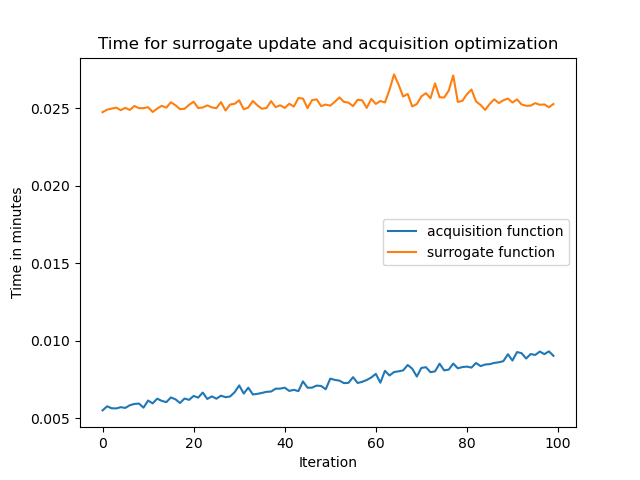 Time for surrogate update and acquisition optimization
0.025
0.020
0.015
0.010
0.005
Time in minutes
acquisition function
surrogate function
0 20 40 60 80 100
Iteration